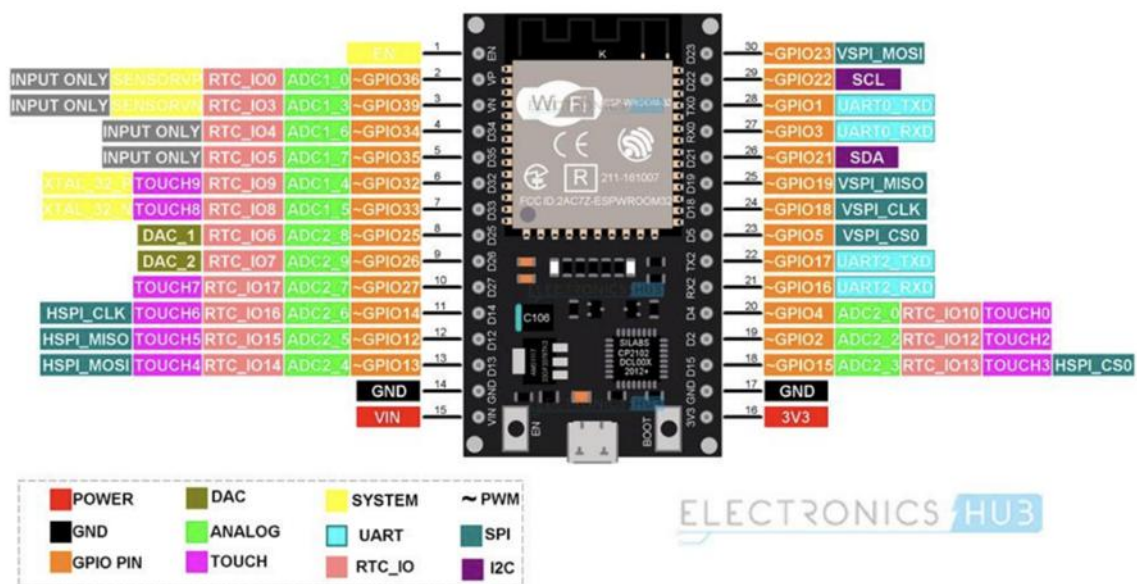 EN 1 EN
INPUT ONLY SENSORVP RTC_IO0 ADC1_0 ~GPIO36 2 VP
INPUT ONLY SENSORVN RTC_IO3 ADC1_3 ~GPIO39 3 VN
INPUT ONLY RTC_IO4 ADC1_6 ~GPIO34 4 D34
INPUT ONLY RTC_IO5 ADC1_7 ~GPIO35 5 D35
XTAL_32_P TOUCH9 RTC_IO9 ADC1_4 ~GPIO32 6 D32
XTAL_32_N TOUCH8 RTC_IO8 ADC1_5 ~GPIO33 7 D33
DAC_1 RTC_IO6 ADC2_8 ~GPIO25 8 D25
DAC_2 RTC_IO7 ADC2_9 ~GPIO26 9 D26
TOUCH7 RTC_IO17 ADC2_7 ~GPIO27 10 D27
HSPI_CLK TOUCH6 RTC_IO16 ADC2_6 ~GPIO14 11 D14
HSPI_MISO TOUCH5 RTC_IO15 ADC2_5 ~GPIO12 12 D12
HSPI_MOSI TOUCH4 RTC_IO14 ADC2_4 ~GPIO13 13 D13
GND 14 GND
VIN 15 VIN
K
Wi Fi ESP-WROOM-32
CE
R 211-161007
FCC ID:2AC7Z-ESPWROOM32
ELECTRONICS HUB
C106
SILABS
CP2102
DCL00X
2012+
ELECTRONICS HUB
EN BOOT
D23 30 ~GPIO23 VSPI_MOSI
D22 29 ~GPIO22 SCL
TX0 28 ~GPIO1 UART0_TXD
RX0 27 ~GPIO3 UART0_RXD
D21 26 ~GPIO21 SDA
D19 25 ~GPIO19 VSPI_MISO
D18 24 ~GPIO18 VSPI_CLK
D5 23 ~GPIO5 VSPI_CS0
TX2 22 ~GPIO17 UART2_TXD
RX2 21 ~GPIO16 UART2_RXD
D4 20 ~GPIO4 ADC2_0 RTC_IO10 TOUCH0
D2 19 ~GPIO2 ADC2_2 RTC_IO12 TOUCH2
D15 18 ~GPIO15 ADC2_3 RTC_IO13 TOUCH3 HSPI_CS0
GND 17 GND
3V3 16 3V3
POWER DAC SYSTEM ~ PWM
GND ANALOG UART SPI
GPIO PIN TOUCH RTC_IO I2C
ELECTRONICS HUB